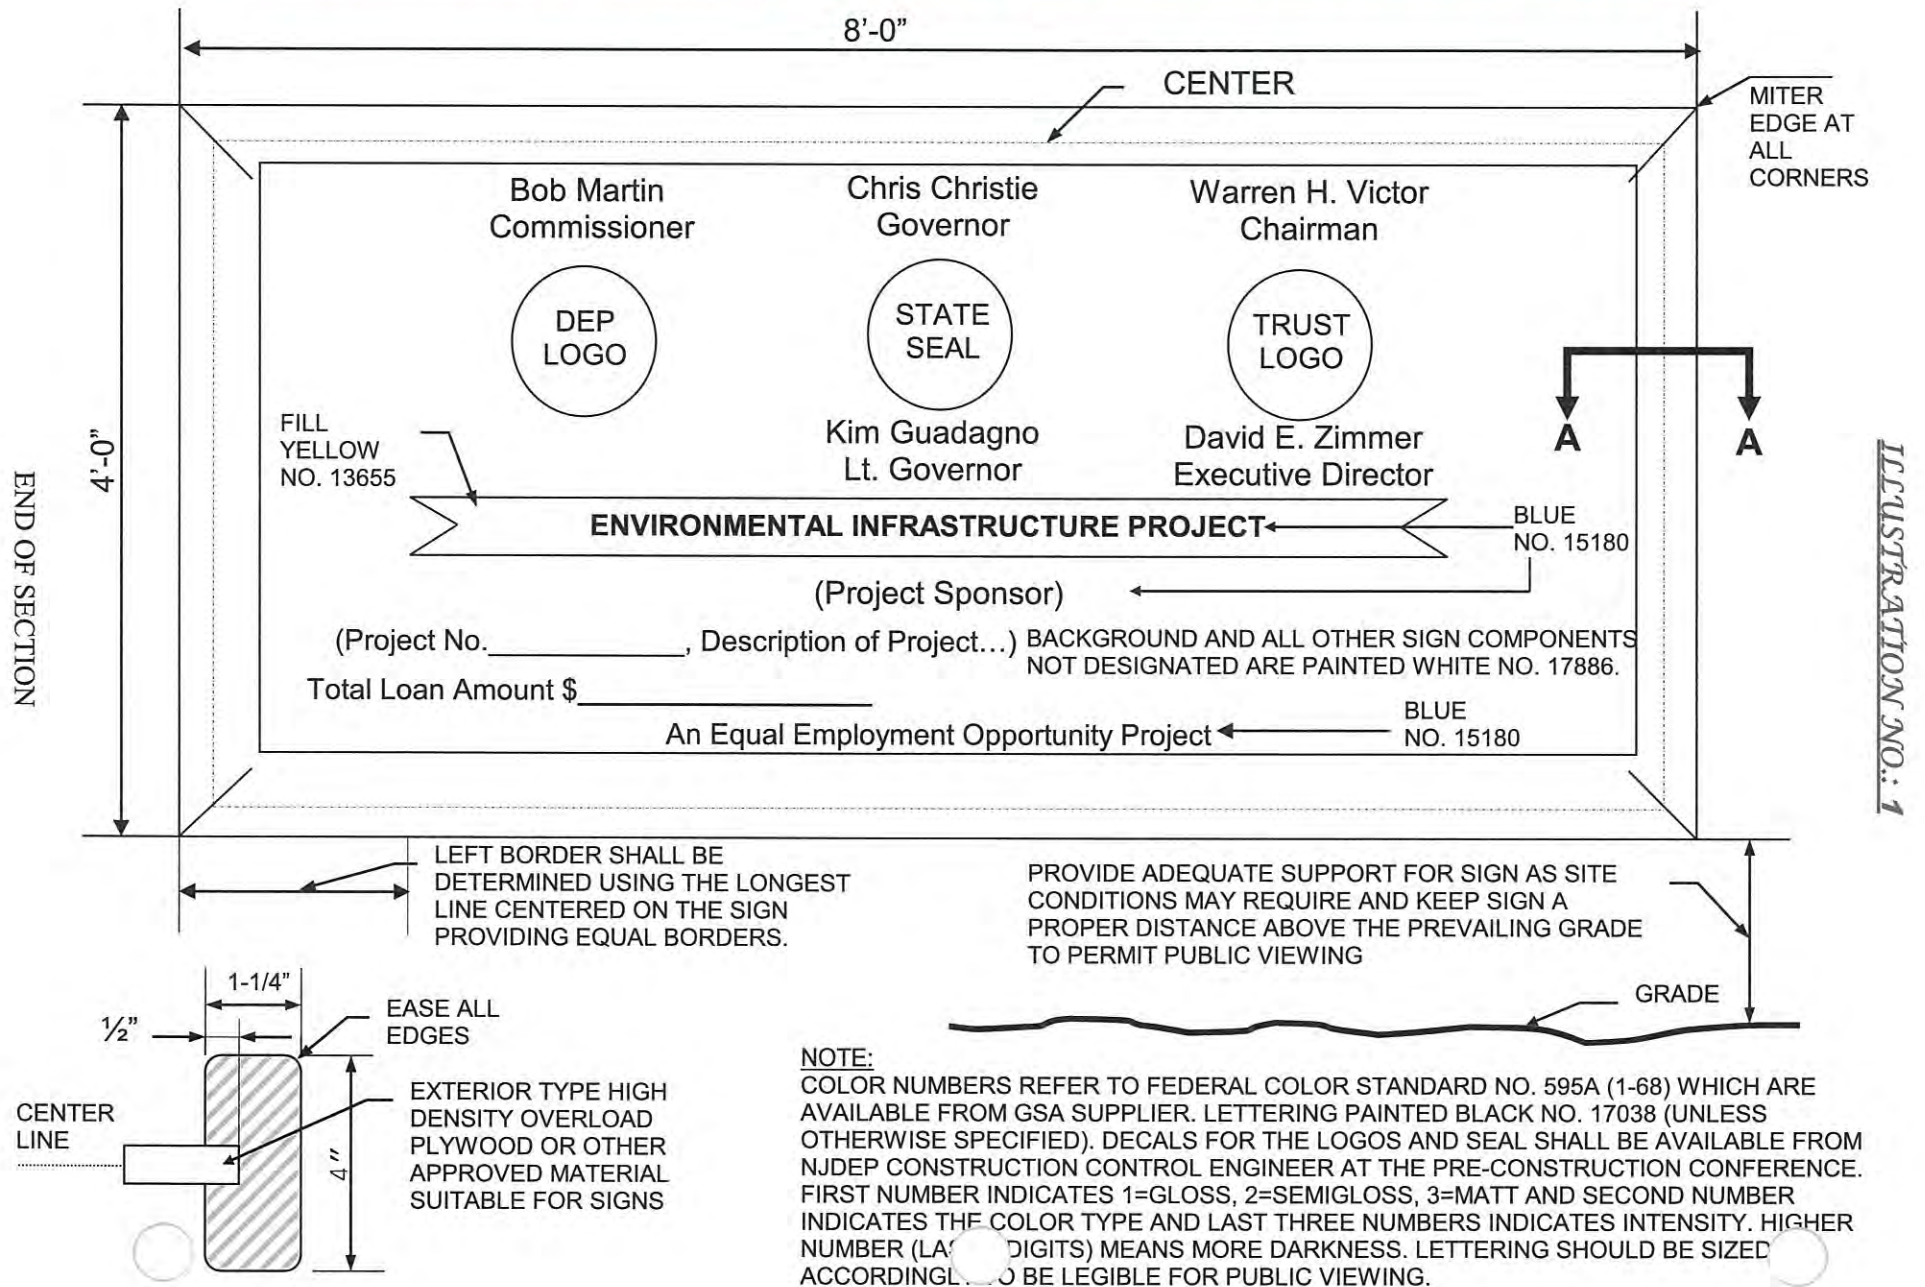 8’-0”
CENTER
MITER
EDGE AT
ALL
CORNERS
4’-0”
Bob Martin
Commissioner
Chris Christie
Governor
Warren H. Victor
Chairman
DEP
LOGO
STATE
SEAL
TRUST
LOGO
A
A
FILL
YELLOW
NO. 13655
Kim Guadagno
Lt. Governor
David E. Zimmer
Executive Director
ENVIRONMENTAL INFRASTRUCTURE PROJECT
BLUE
NO. 15180
(Project Sponsor)
(Project No.____________, Description of Project…)
BACKGROUND AND ALL OTHER SIGN COMPONENTS
NOT DESIGNATED ARE PAINTED WHITE NO. 17886.
Total Loan Amount $__________________
An Equal Employment Opportunity Project
BLUE
NO. 15180
END OF SECTION
ILLUSTRATION NO.: 1
LEFT BORDER SHALL BE
DETERMINED USING THE LONGEST
LINE CENTERED ON THE SIGN
PROVIDING EQUAL BORDERS.
PROVIDE ADEQUATE SUPPORT FOR SIGN AS SITE
CONDITIONS MAY REQUIRE AND KEEP SIGN A
PROPER DISTANCE ABOVE THE PREVAILING GRADE
TO PERMIT PUBLIC VIEWING
GRADE
1-1/4”
½”
EASE ALL
EDGES
CENTER
LINE
4”
EXTERIOR TYPE HIGH
DENSITY OVERLOAD
PLYWOOD OR OTHER
APPROVED MATERIAL
SUITABLE FOR SIGNS
NOTE:
COLOR NUMBERS REFER TO FEDERAL COLOR STANDARD NO. 595A (1-68) WHICH ARE
AVAILABLE FROM GSA SUPPLIER. LETTERING PAINTED BLACK NO. 17038 (UNLESS
OTHERWISE SPECIFIED). DECALS FOR THE LOGOS AND SEAL SHALL BE AVAILABLE FROM
NJDEP CONSTRUCTION CONTROL ENGINEER AT THE PRE-CONSTRUCTION CONFERENCE.
FIRST NUMBER INDICATES 1=GLOSS, 2=SEMIGLOSS, 3=MATT AND SECOND NUMBER
INDICATES THE COLOR TYPE AND LAST THREE NUMBERS INDICATES INTENSITY. HIGHER
NUMBER (LA DIGITS) MEANS MORE DARKNESS. LETTERING SHOULD BE SIZED
ACCORDINGL O BE LEGIBLE FOR PUBLIC VIEWING.